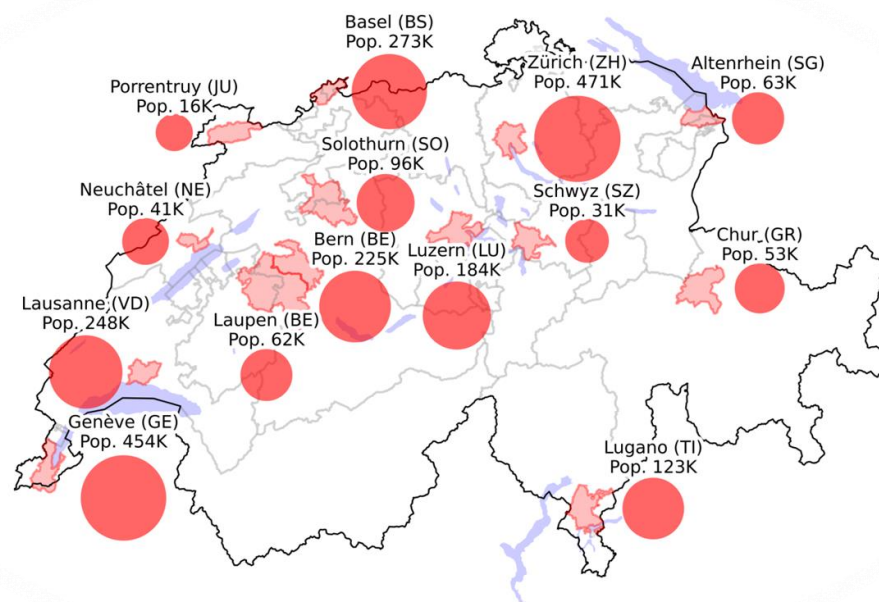 Basel (BS)
Pop. 273K
Zürich (ZH)
Pop. 471K
Altenrhein (SG)
Pop. 63K
Porrentruy (JU)
Pop. 16K
Solothurn (SO)
Pop. 96K
Neuchâtel (NE)
Pop. 41K
Schwyz (SZ)
Pop. 31K
Bern (BE)
Pop. 225K
Luzern (LU)
Pop. 184K
Chur (GR)
Pop. 53K
Lausanne (VD)
Pop. 248K
Laupen (BE)
Pop. 62K
Genève (GE)
Pop. 454K
Lugano (TI)
Pop. 123K